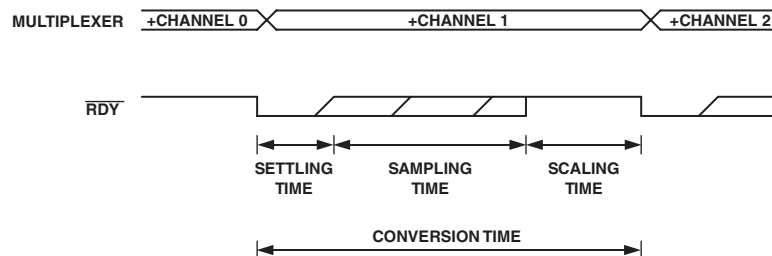 MULTIPLEXER +CHANNEL 0 +CHANNEL 1 +CHANNEL 2
RDY
SETTLING TIME
SAMPLING TIME
SCALING TIME
CONVERSION TIME